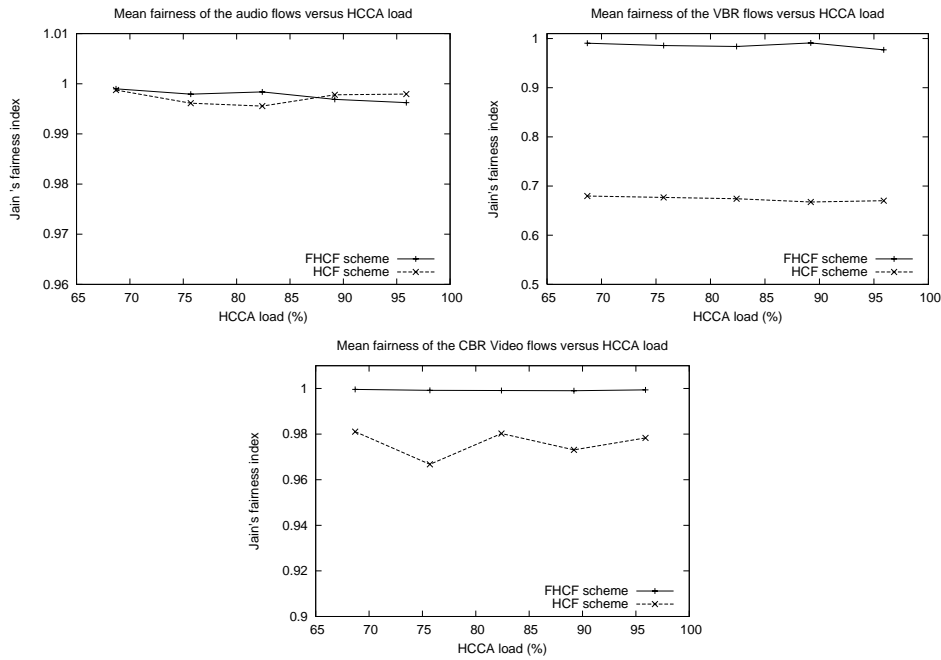 Mean fairness of the audio flows versus HCCA load
1.01
1
0.99
0.98
0.97
0.96
Jain 's fairness index
FHCF scheme
HCF scheme
65 70 75 80 85 90 95 100
HCCA load (%)
Mean fairness of the VBR flows versus HCCA load
1
0.9
0.8
0.7
0.6
0.5
Jain's fairness index
FHCF scheme
HCF scheme
65 70 75 80 85 90 95 100
HCCA load (%)
Mean fairness of the CBR Video flows versus HCCA load
1
0.98
0.96
0.94
0.92
0.9
Jain's fairness index
FHCF scheme
HCF scheme
65 70 75 80 85 90 95 100
HCCA load (%)